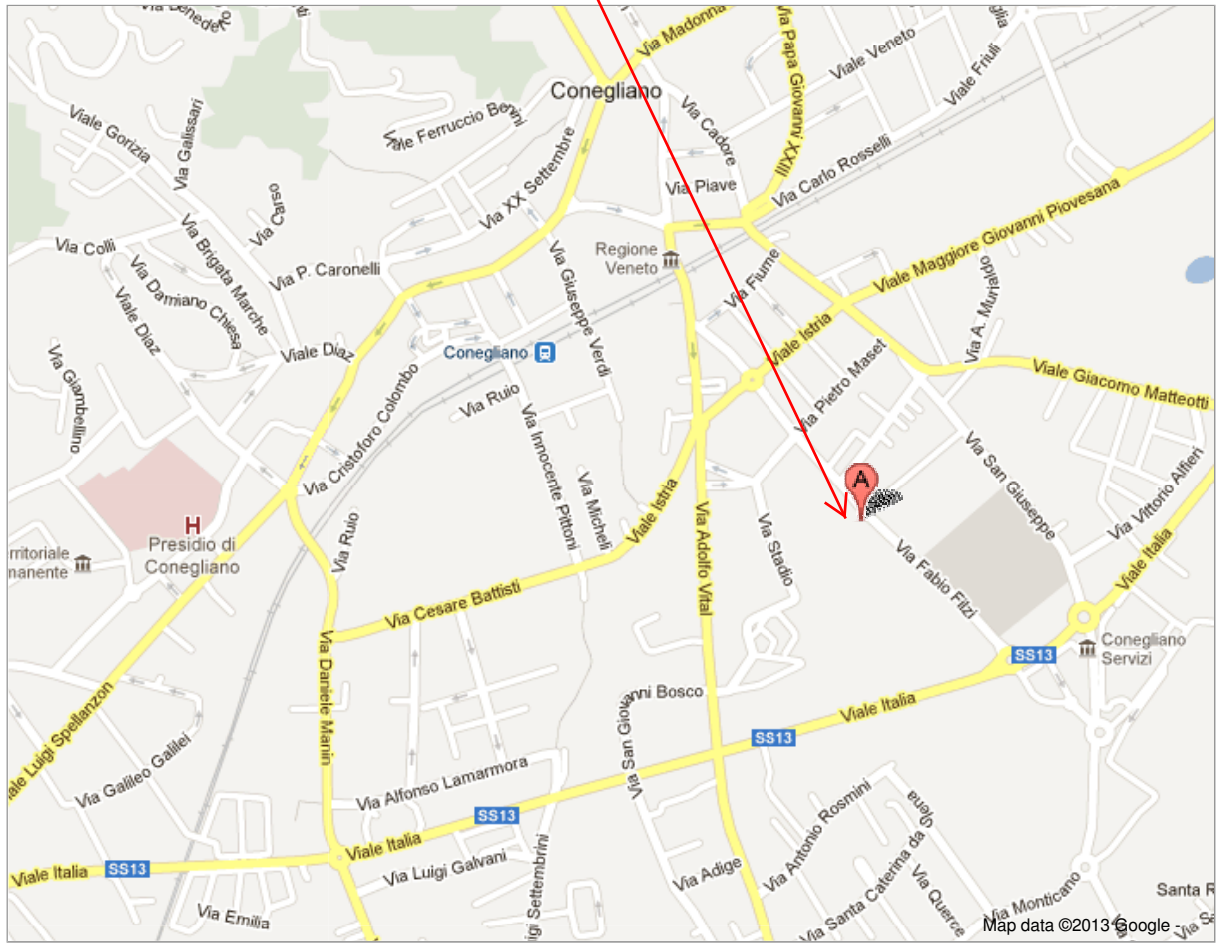 Via Madonna
Via Papa Giovanni XXIII
Viale Veneto
Viale Friuli
Conegliano
Via Cadore
Viale Gorizia
Via Galissari
Viale Ferruccio Benini
Via XX Settembre
Via Piave
Via Carlo Rosselli
Via Carso
Viale Maggiore Giovanni Piovesana
Via Colli
Via Brigata Marche
Via P. Caronelli
Via Giuseppe Verdi
Regione
Veneto
Via Fiume
Via Damiano Chiesa
Viale Diaz
Viale Diaz
Conegliano
Viale Istria
Via Pietro Maset
Viale Giacomo Matteotti
Via Giambellino
Via Cristoforo Colombo
Via Ruio
Via Innocente Pittoni
Via Micheli
Viale Istria
A
Via San Giuseppe
Via Vittorio Alfieri
Viale Italia
H
Presidio di
Conegliano
rritoriale
manente
Via Ruio
Via Adolfo Vital
Via Stadio
Via Fabio Filzi
Via Cesare Battisti
Via Daniele Manin
SS13
Conegliano
Servizi
Via San Giovanni Bosco
Viale Italia
SS13
ale Luigi Spellanzon
Via Galileo Galilei
Via Alfonso Lamarmora
SS13
Viale Italia
Via Luigi Galvani
Viale Italia
SS13
Via Emilia
igi Settembrini
Via Adige
Via Antonio Rosmini
Via Santa Caterina da Siena
Via Querce
Via Monticano
Santa R
Map data ©2013 Google -